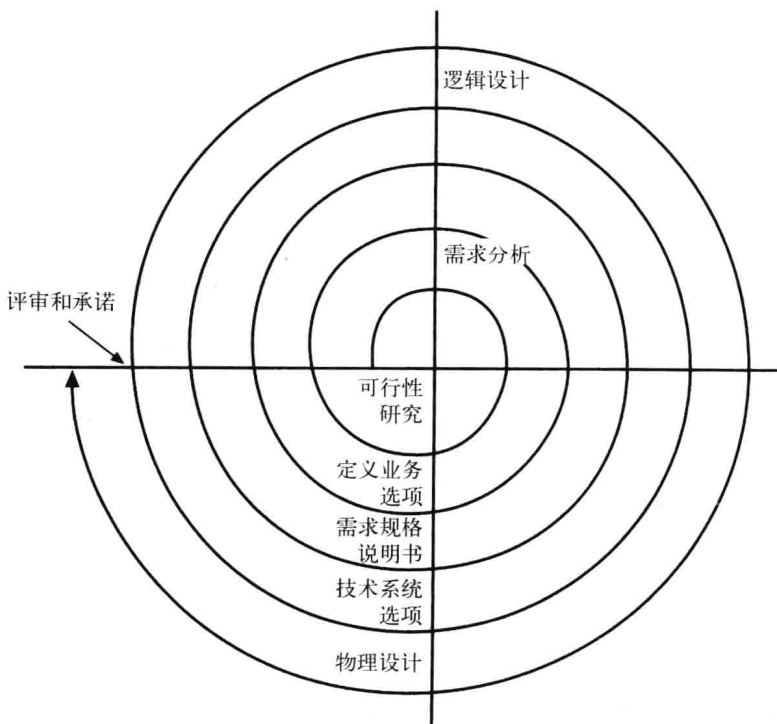 逻辑设计
需求分析
评审和承诺
可行性
研究
定义业务
选项
需求规格
说明书
技术系统
选项
物理设计